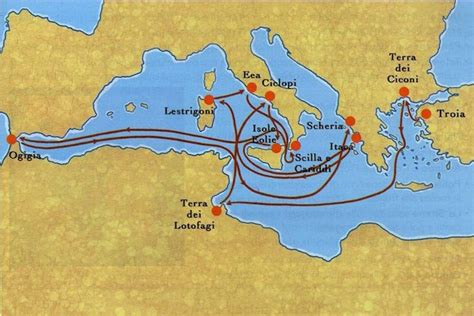 Eea
Ciclopi
Terra
dei
Ciconi
Lestrigoni
Troia
Isole
Eolie
Scheria
Itaca
Ogigia
Scilla e
Cariddi
Terra
dei
Lotofagi